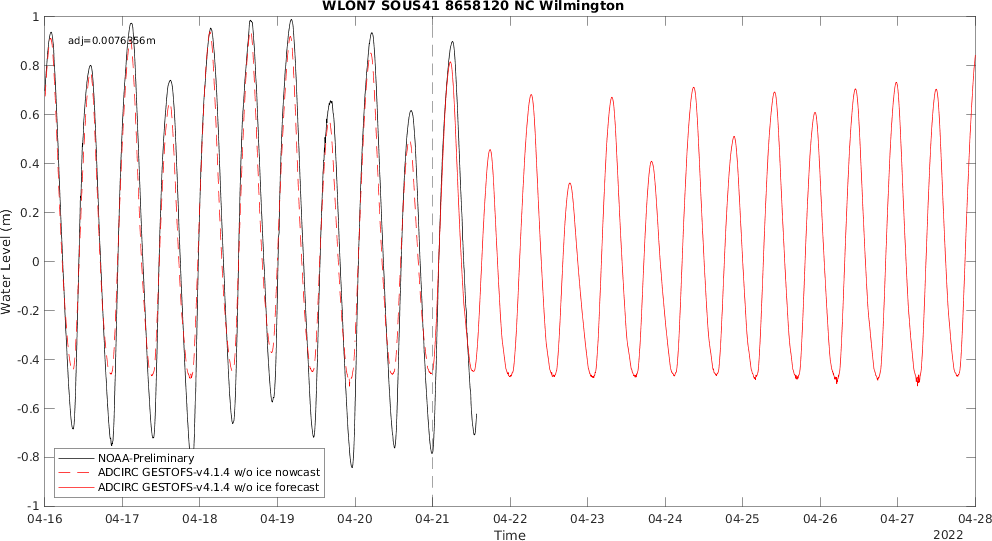 WLON7 SOUS41 8658120 NC Wilmington
adj=0.0076356m
1
0.8
0.6
0.4
0.2
0
-0.2
-0.4
-0.6
-0.8
-1
Water Level (m)
NOAA-Preliminary
ADCIRC GESTOFS-v4.1.4 w/o ice nowcast
ADCIRC GESTOFS-v4.1.4 w/o ice forecast
04-16 04-17 04-18 04-19 04-20 04-21 04-22 04-23 04-24 04-25 04-26 04-27 04-28
Time
2022